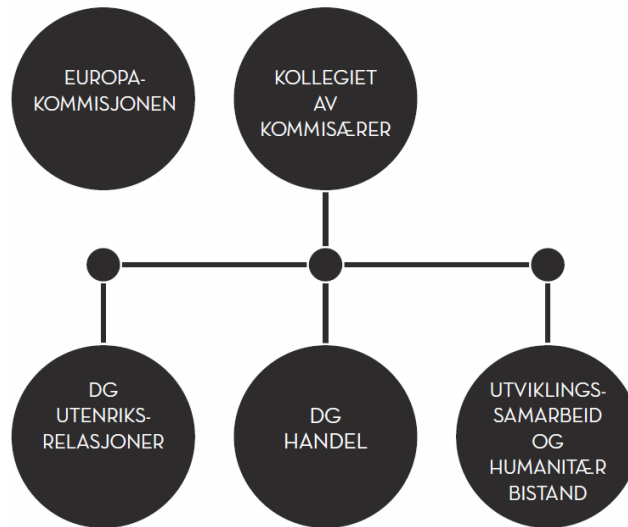 EUROPA-
KOMMISJONEN
KOLLEGIET
AV
KOMMISÆRER
DG
UTENRIKS-
RELASJONER
DG
HANDEL
UTVIKLINGS-
SAMARBEID
OG
HUMANITÆR
BISTAND